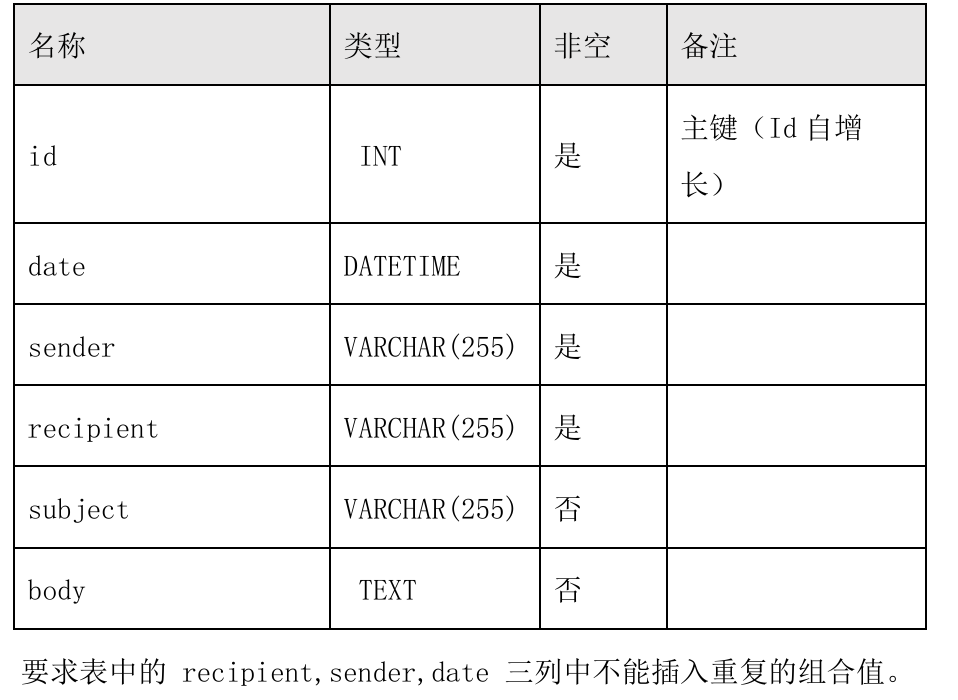 名称 类型 非空 备注
id INT 是 主键（Id 自增
长）
date DATETIME 是
sender VARCHAR(255) 是
recipient VARCHAR(255) 是
subject VARCHAR(255) 否
body TEXT 否
要求表中的 recipient,sender,date 三列中不能插入重复的组合值。